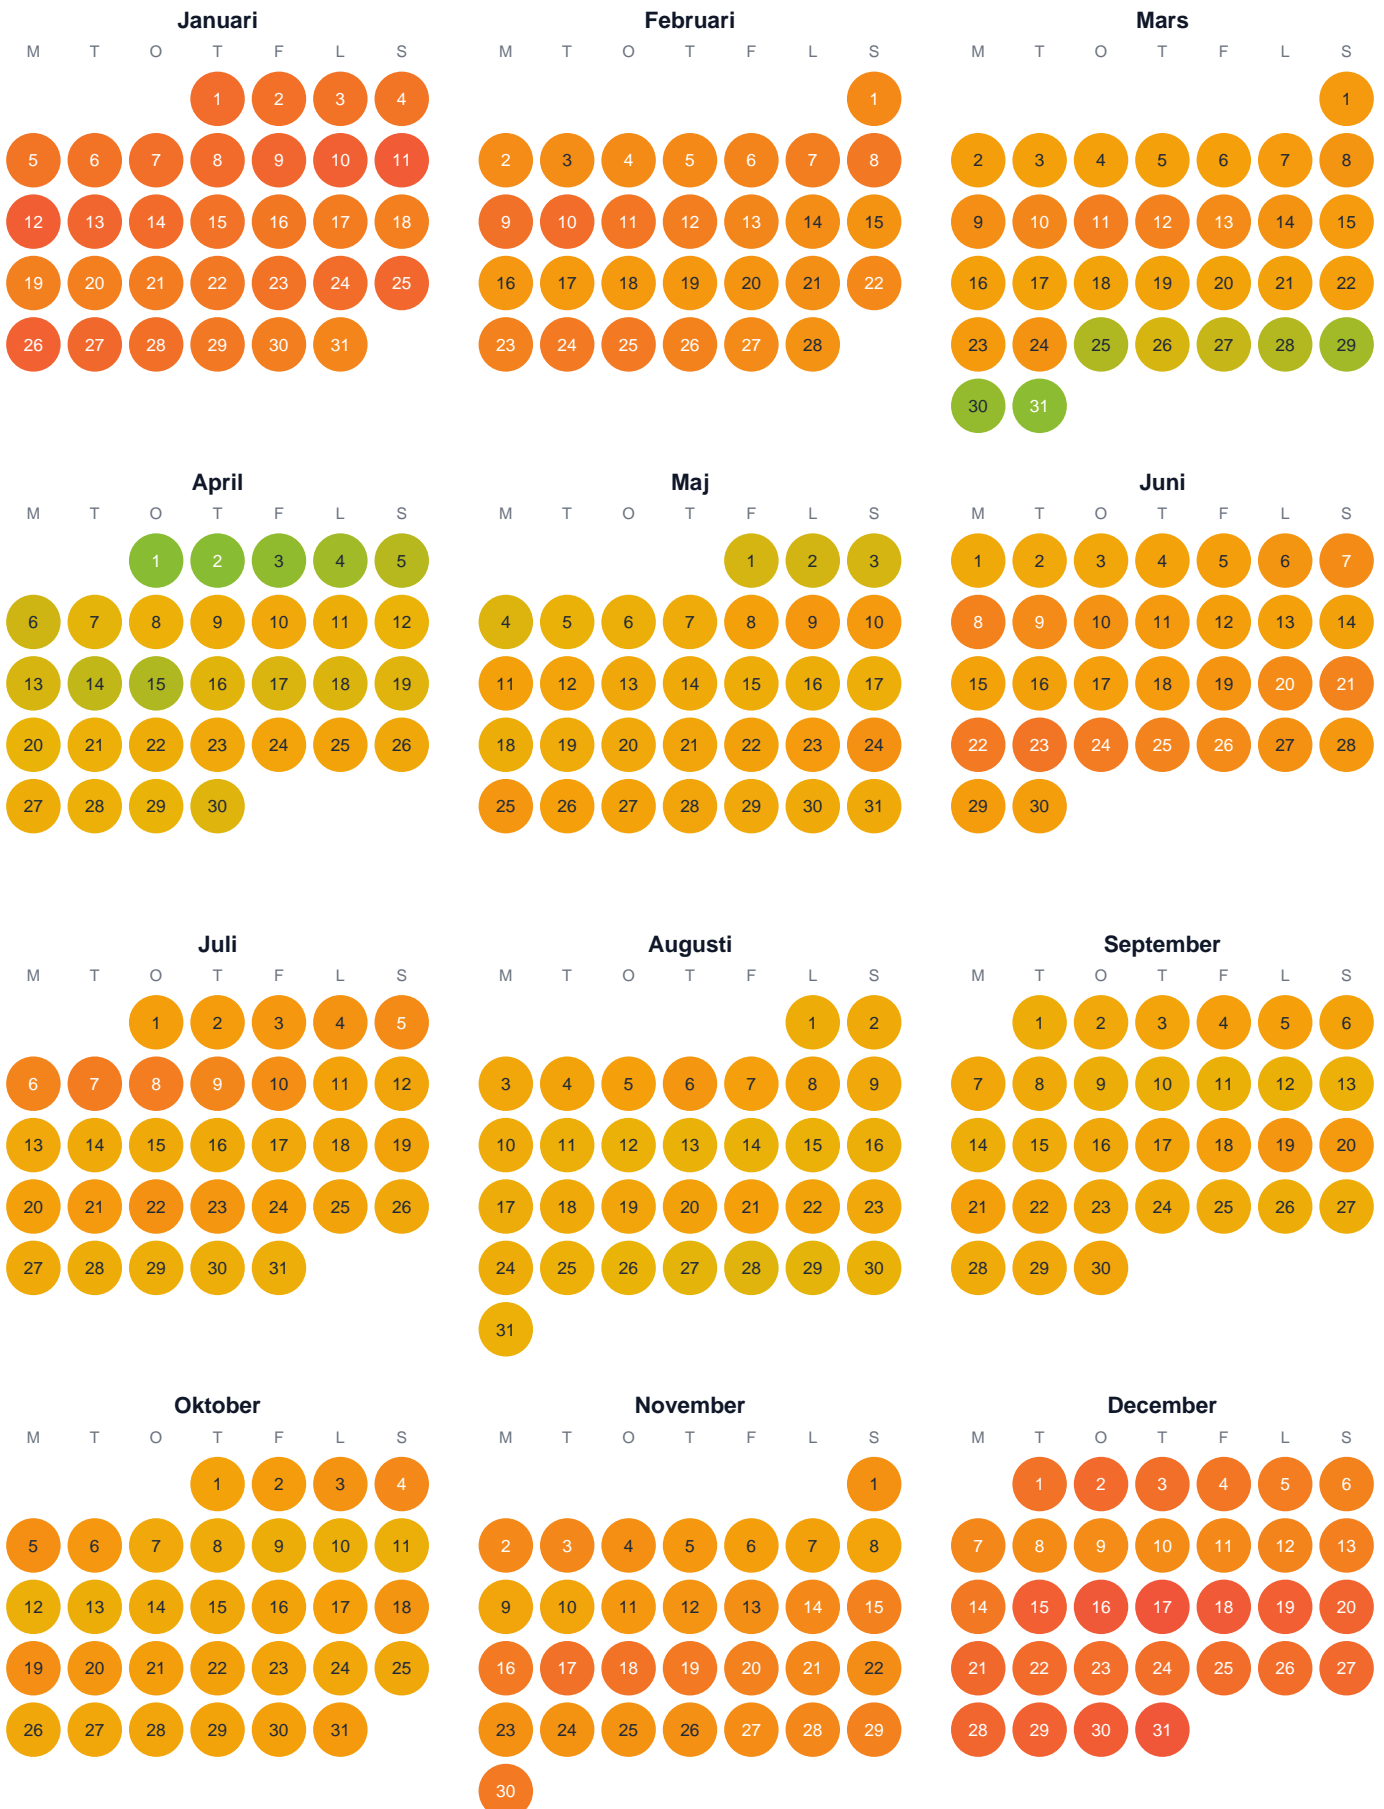 Januari Februari Mars
M T O T F L S M T O T F L S M T O T F L S
1 2 3 4 1 1
5 6 7 8 9 10 11 2 3 4 5 6 7 8 2 3 4 5 6 7 8
12 13 14 15 16 17 18 9 10 11 12 13 14 15 9 10 11 12 13 14 15
19 20 21 22 23 24 25 16 17 18 19 20 21 22 16 17 18 19 20 21 22
26 27 28 29 30 31 23 24 25 26 27 28 23 24 25 26 27 28 29
30 31
April Maj Juni
M T O T F L S M T O T F L S M T O T F L S
1 2 3 4 5 1 2 3 1 2 3 4 5 6 7
6 7 8 9 10 11 12 4 5 6 7 8 9 10 8 9 10 11 12 13 14
13 14 15 16 17 18 19 11 12 13 14 15 16 17 15 16 17 18 19 20 21
20 21 22 23 24 25 26 18 19 20 21 22 23 24 22 23 24 25 26 27 28
27 28 29 30 25 26 27 28 29 30 31 29 30
Juli Augusti September
M T O T F L S M T O T F L S M T O T F L S
1 2 3 4 5 1 2 1 2 3 4 5 6
6 7 8 9 10 11 12 3 4 5 6 7 8 9 7 8 9 10 11 12 13
13 14 15 16 17 18 19 10 11 12 13 14 15 16 14 15 16 17 18 19 20
20 21 22 23 24 25 26 17 18 19 20 21 22 23 21 22 23 24 25 26 27
27 28 29 30 31 24 25 26 27 28 29 30 28 29 30
31
Oktober November December
M T O T F L S M T O T F L S M T O T F L S
1 2 3 4 1 1 2 3 4 5 6
5 6 7 8 9 10 11 2 3 4 5 6 7 8 7 8 9 10 11 12 13
12 13 14 15 16 17 18 9 10 11 12 13 14 15 14 15 16 17 18 19 20
19 20 21 22 23 24 25 16 17 18 19 20 21 22 21 22 23 24 25 26 27
26 27 28 29 30 31 23 24 25 26 27 28 29 28 29 30 31
30